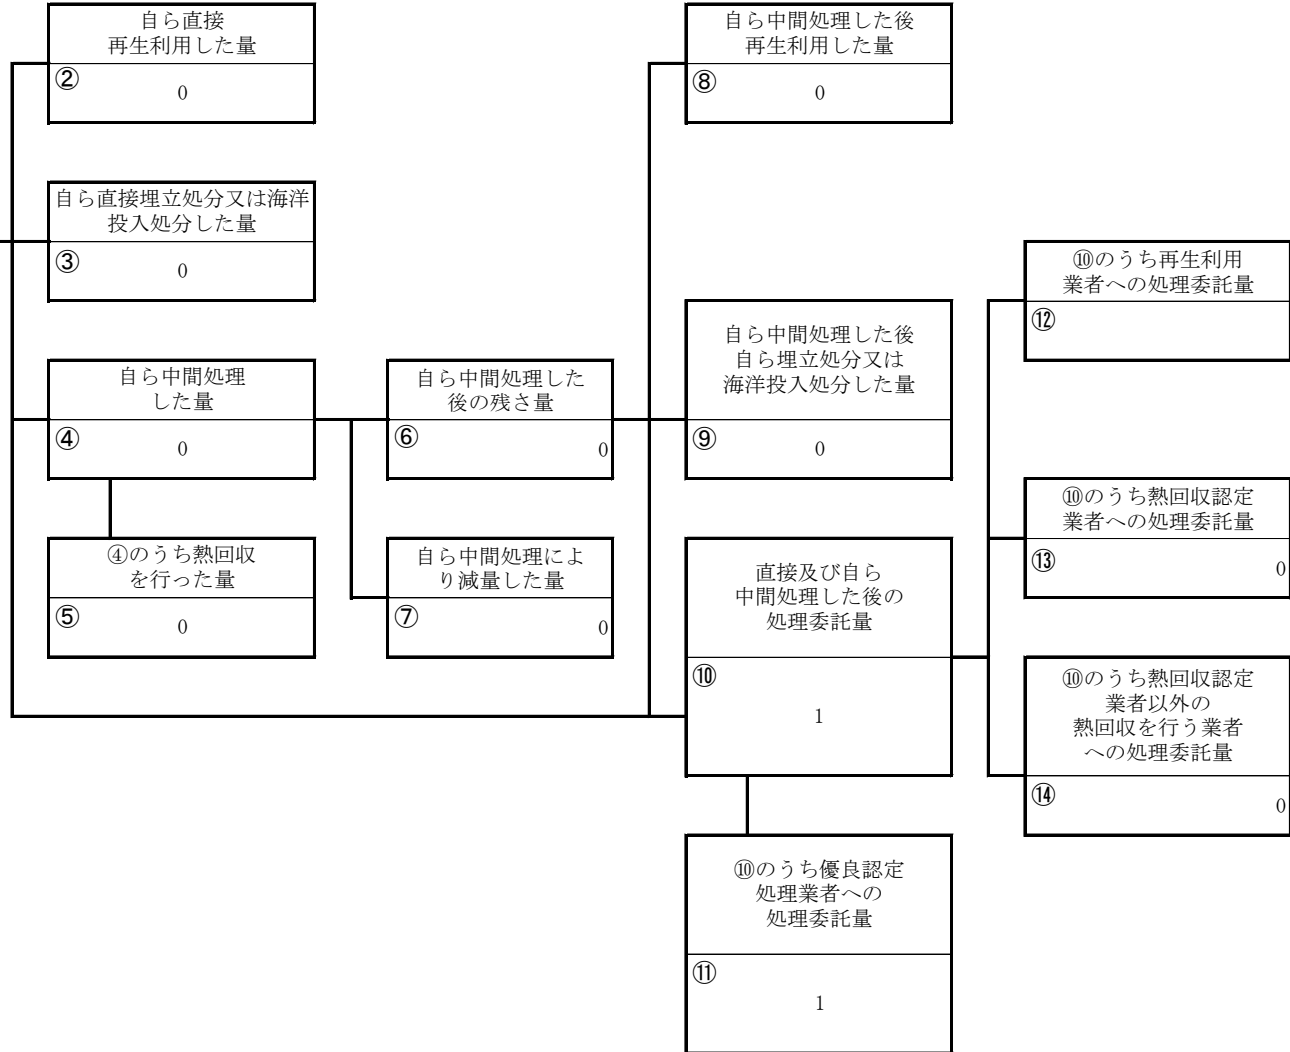 自ら直接
再生利用した量
②
0
自ら直接埋立処分又は海洋
投入処分した量
③
0
自ら中間処理
した量
④
0
④のうち熱回収
を行った量
⑤
0
自ら中間処理した
後の残さ量
⑥
0
自ら中間処理によ
り減量した量
⑦
0
自ら中間処理した後
再生利用した量
⑧
0
自ら中間処理した後
自ら埋立処分又は
海洋投入処分した量
⑨
0
直接及び自ら
中間処理した後の
処理委託量
⑩
1
⑩のうち優良認定
処理業者への
処理委託量
⑪
1
⑩のうち再生利用
業者への処理委託量
⑫
⑩のうち熱回収認定
業者への処理委託量
⑬
0
⑩のうち熱回収認定
業者以外の
熱回収を行う業者
への処理委託量
⑭
0